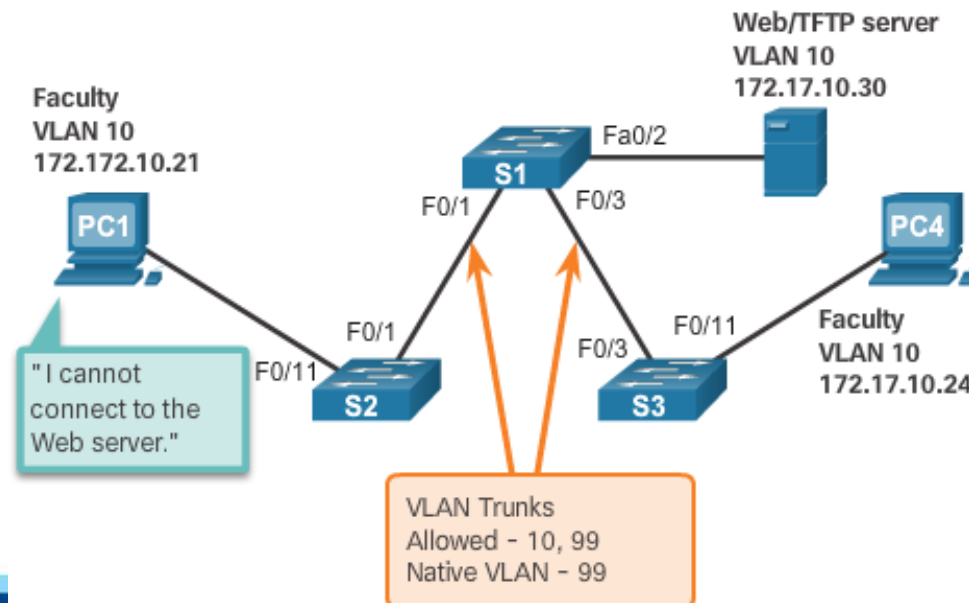 Web/TFTP server
VLAN 10
172.17.10.30
Faculty
VLAN 10
172.172.10.21
Fa0/2
S1
F0/1
F0/3
PC1
PC4
F0/1
F0/11
F0/3
F0/11
S2
S3
Faculty
VLAN 10
172.17.10.24
"I cannot
connect to the
Web server."
VLAN Trunks
Allowed - 10, 99
Native VLAN - 99